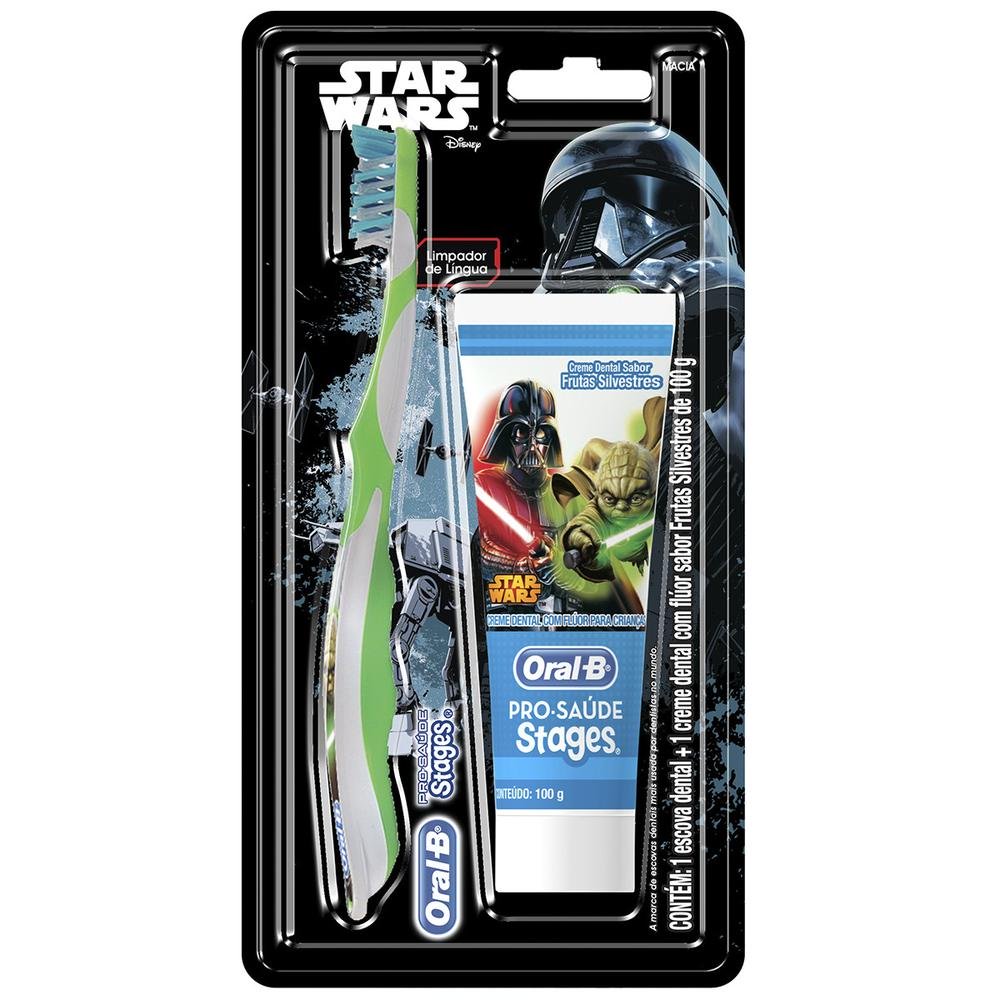 STAR
WARS™
Disney
MACIA
Limpador
de Língua
Creme Dental Sabor
Frutas Silvestres
STAR
WARS™
CREME DENTAL COM FLÚOR PARA CRIANÇAS
Oral-B®
PRO-SAÚDE
Stages®
CONTEÚDO: 100 g
PRO-SAÚDE
Stages®
Oral-B®
A marca de escovas dentais mais usada por dentistas no mundo.
CONTÉM: 1 escova dental + 1 creme dental com flúor sabor Frutas Silvestres de 100 g